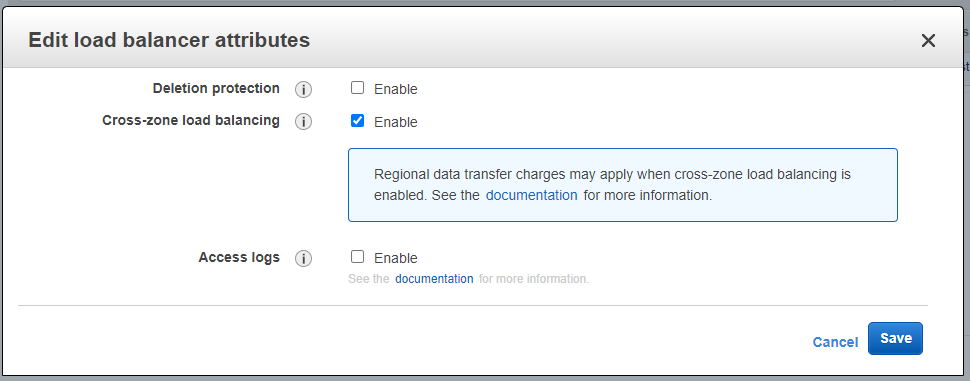 Edit load balancer attributes
Deletion protection Enable
Cross-zone load balancing Enable
Regional data transfer charges may apply when cross-zone load balancing is
enabled. See the documentation for more information.
Access logs Enable
See the documentation for more information.
Cancel Save